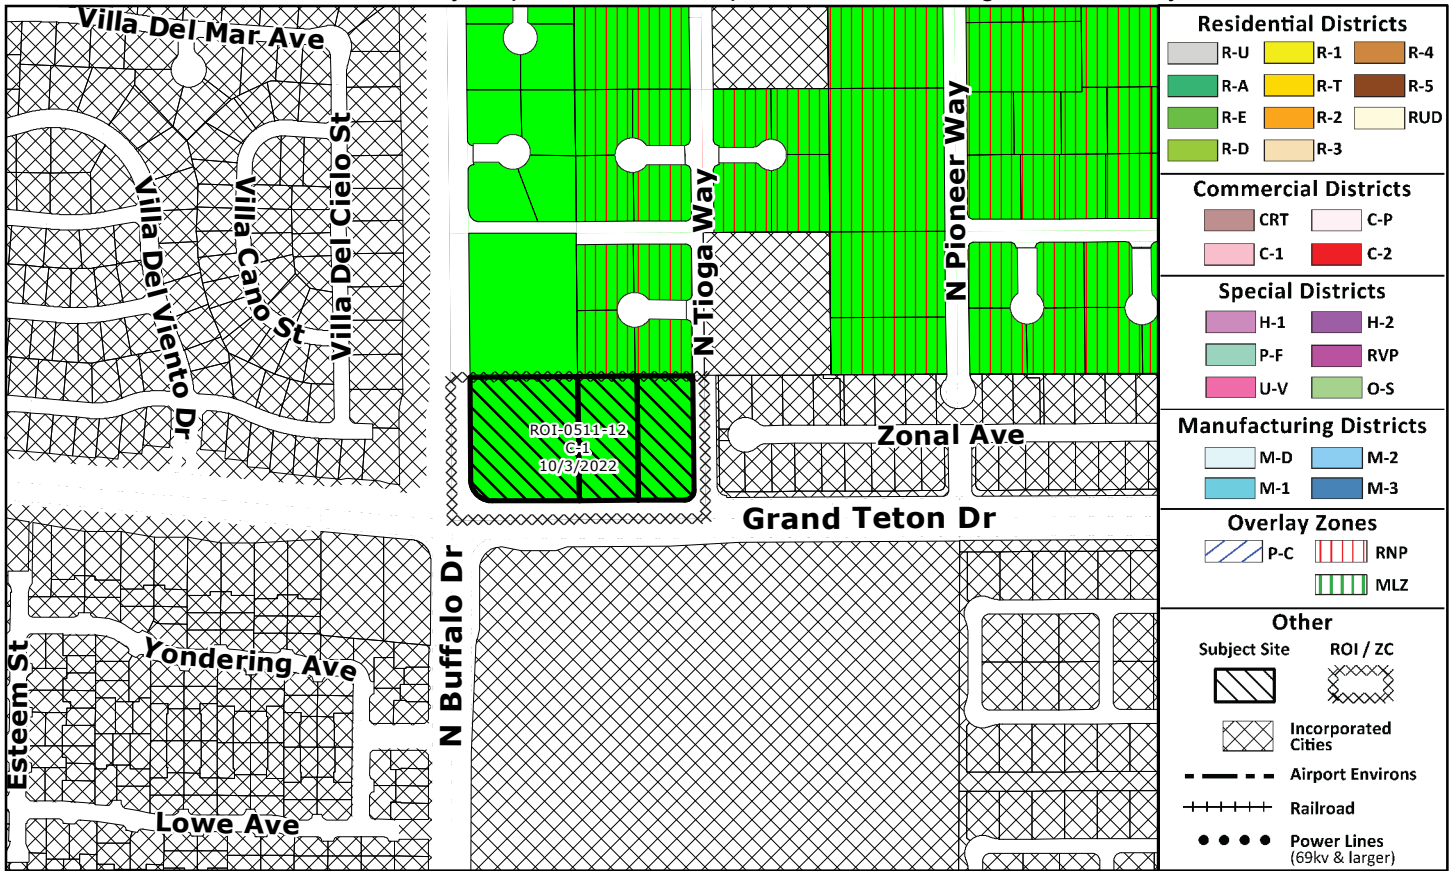 Villa Del Mar Ave
Villa Del Cielo St
Villa Cano St
Villa Del Viento Dr
N Tioga Way
N Pioneer Way
ROI-0511-12
C-1
10/3/2022
Zonal Ave
Grand Teton Dr
N Buffalo Dr
Yondering Ave
Esteem St
Lowe Ave
Residential Districts
R-U R-1 R-4
R-A R-T R-5
R-E R-2 RUD
R-D R-3
Commercial Districts
CRT C-P
C-1 C-2
Special Districts
H-1 H-2
P-F RVP
U-V O-S
Manufacturing Districts
M-D M-2
M-1 M-3
Overlay Zones
P-C RNP
MLZ
Other
Subject Site ROI / ZC
Incorporated
Cities
Airport Environs
Railroad
Power Lines
(69kv & larger)